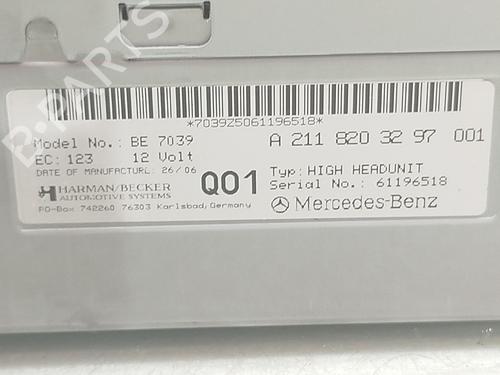 B-PARTS
*7039Z5061196518*
Model No.: BE 7039
A 211 820 32 97 001
EC: 123 12 Volt
DATE OF MANUFACTURE: 26/06
Typ: HIGH HEADUNIT
HARMAN/BECKER
AUTOMOTIVE SYSTEMS
Q01
Serial No.: 61196518
PO-Box 742260 76303 Karlsbad, Germany
Mercedes-Benz